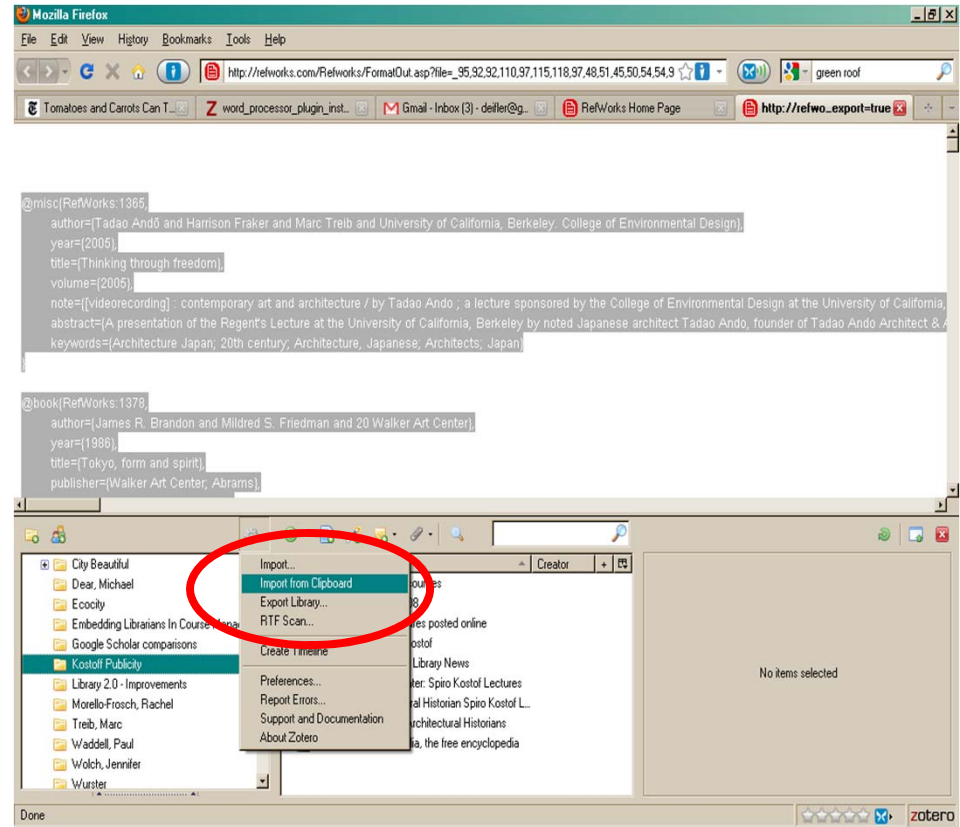 Mozilla Firefox
File Edit View History Bookmarks Tools Help
http://refworks.com/Refworks/FormatOut.asp?file=_95,92,92,110,97,115,118,97,48,51,45,50,54,54,9 green roof
Tomatoes and Carrots Can T... word_processor_plugin_inst... Gmail - Inbox (3) - deifler@g... RefWorks Home Page http://refwo..export=true
@misc{RefWorks:1365,
author={Tadao Andō and Harrison Fraker and Marc Treib and University of California, Berkeley. College of Environmental Design},
year={2005},
title={Thinking through freedom},
volume={2005},
note={[videorecording] : contemporary art and architecture / by Tadao Ando ; a lecture sponsored by the College of Environmental Design at the University of California,
abstract={A presentation of the Regent's Lecture at the University of California, Berkeley by noted Japanese architect Tadao Ando, founder of Tadao Ando Architect &
keywords={Architecture Japan; 20th century; Architecture, Japanese; Architects; Japan}
}
@book{RefWorks:1378,
author={James R. Brandon and Mildred S. Friedman and 20 Walker Art Center},
year={1986},
title={Tokyo, form and spirit},
publisher={Walker Art Center; Abrams},
City Beautiful
Dear, Michael
Ecocity
Embedding Librarians In Course
Google Scholar comparisons
Kostoff Publicity
Library 2.0 - Improvements
Morello-Frosch, Rachel
Treib, Marc
Waddell, Paul
Wolch, Jennifer
Wurster
Import...
Import from Clipboard
Export Library...
RTF Scan...
Create Timeline
Preferences...
Report Errors...
Support and Documentation
About Zotero
Creator
posted online
Library News
Spiro Kostof Lectures
Historian Spiro Kostof L...
Historians
, the free encyclopedia
No items selected
Done zotero